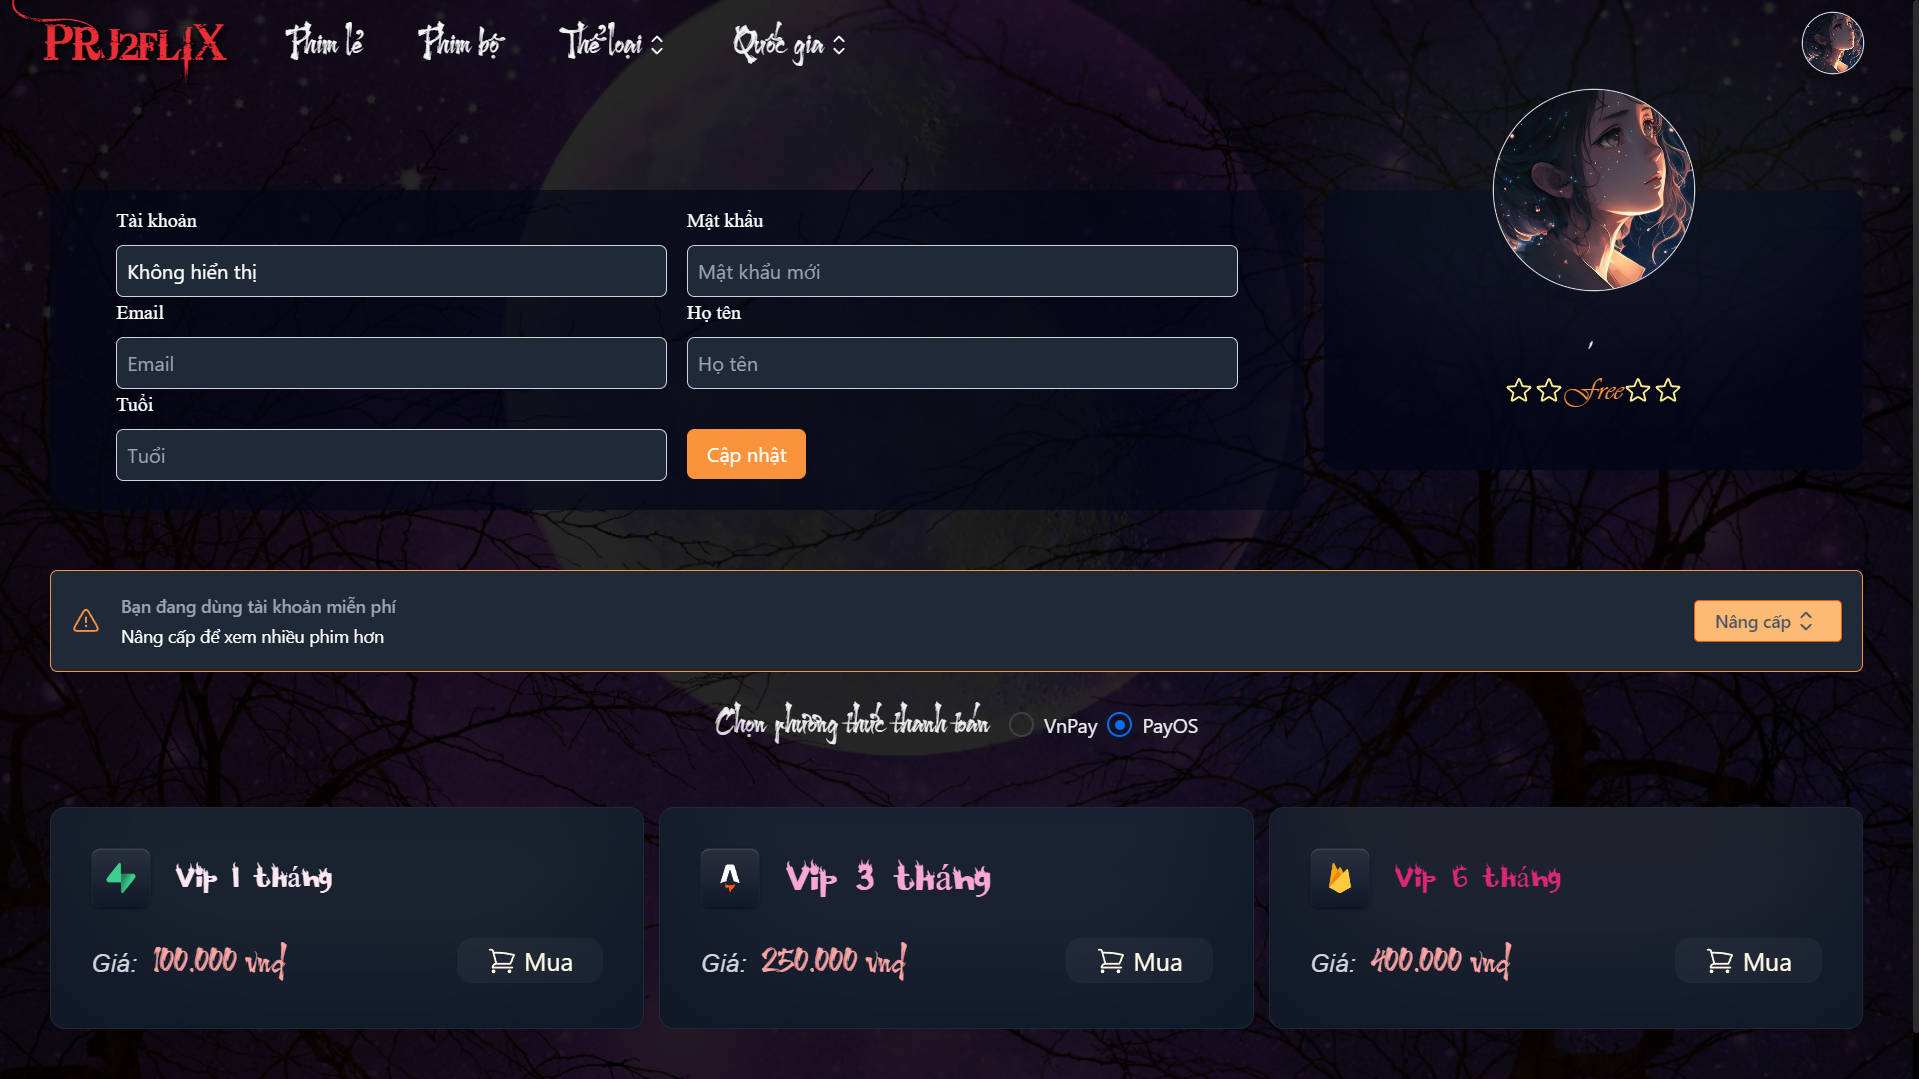 PRJ2FLIX Phim lẻ Phim bộ Thể loại Quốc gia
Tài khoản Mật khẩu
Không hiển thị Mật khẩu mới
Email Họ tên
Email Họ tên
Tuổi
Tuổi Cập nhật
,
Free
Bạn đang dùng tài khoản miễn phí
Nâng cấp để xem nhiều phim hơn
Nâng cấp
Chọn phương thức thanh toán VnPay PayOS
Vip 1 tháng
Giá: 100.000 vnđ Mua
Vip 3 tháng
Giá: 250.000 vnđ Mua
Vip 6 tháng
Giá: 400.000 vnđ Mua